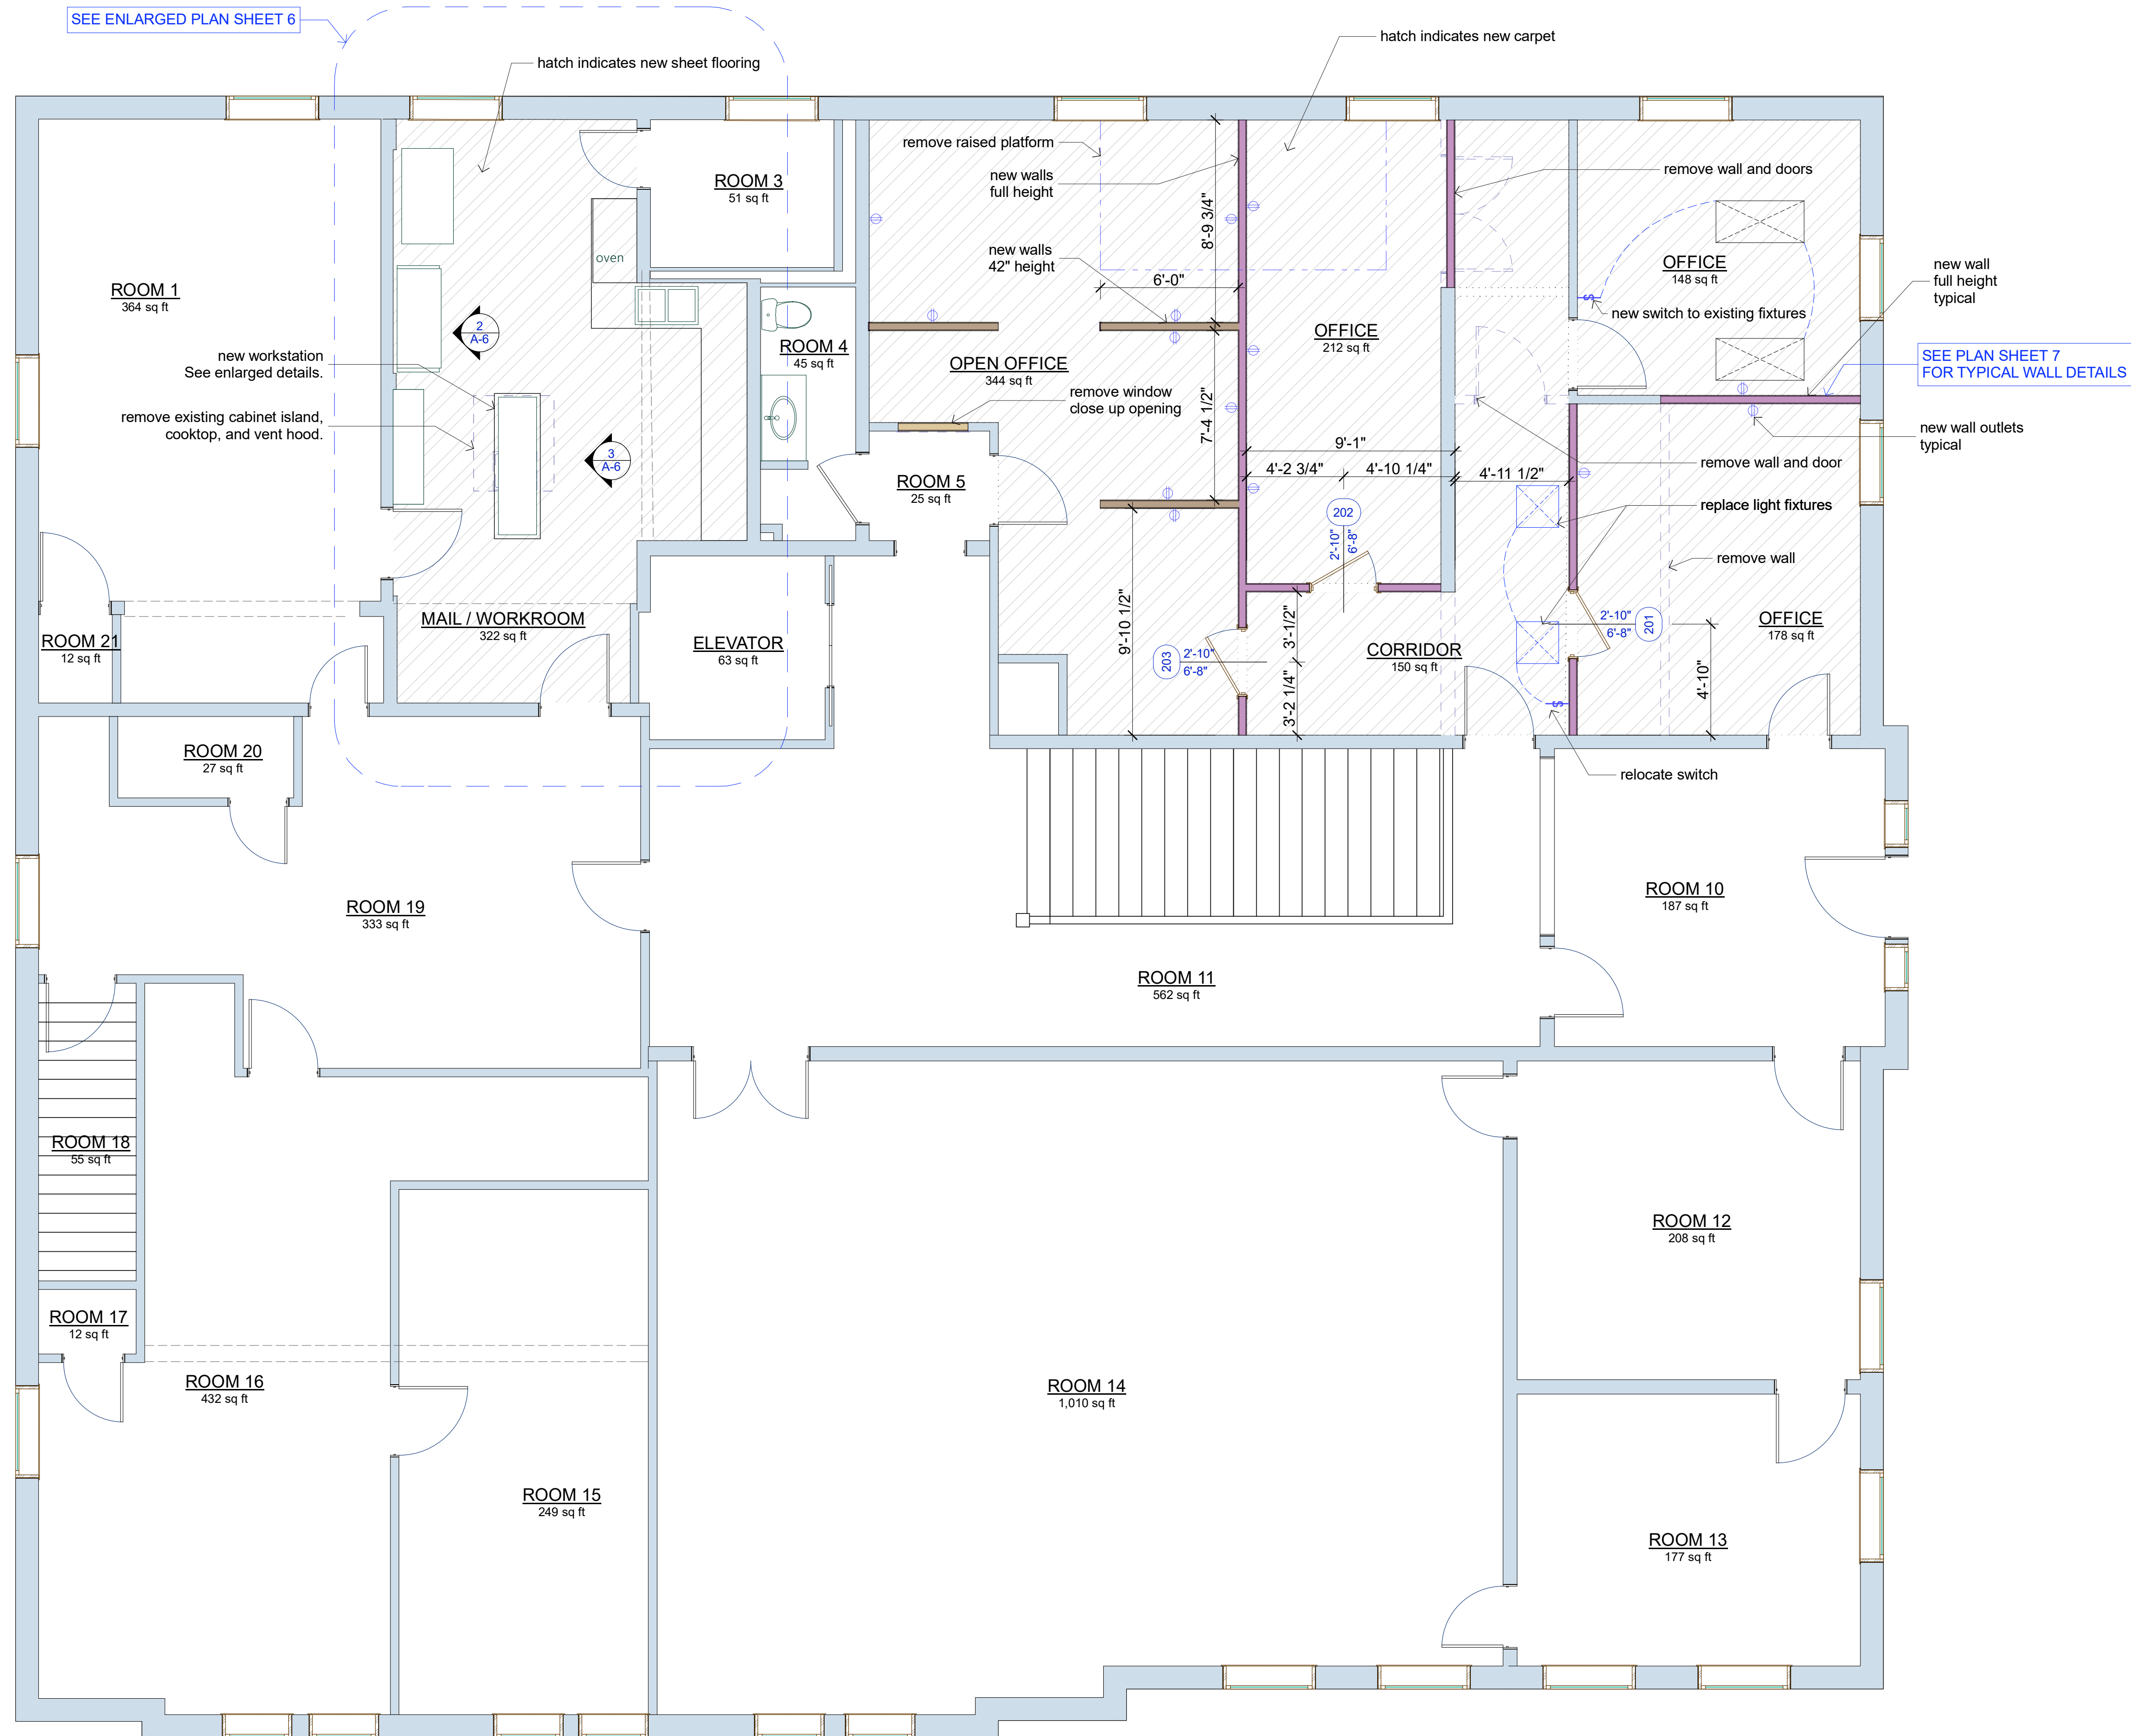 SEE ENLARGED PLAN SHEET 6
hatch indicates new sheet flooring
hatch indicates new carpet
remove raised platform
new walls
full height
new walls
42" height
remove wall and doors
ROOM 3
51 sq ft
8'-9 3/4"
6'-0"
oven
ROOM 1
364 sq ft
2
A-6
new workstation
See enlarged details.
remove existing cabinet island,
cooktop, and vent hood.
3
A-6
ROOM 4
45 sq ft
OPEN OFFICE
344 sq ft
remove window
close up opening
7'-4 1/2"
OFFICE
212 sq ft
OFFICE
148 sq ft
S
new switch to existing fixtures
new wall
full height
typical
SEE PLAN SHEET 7
FOR TYPICAL WALL DETAILS
new wall outlets
typical
remove wall and door
replace light fixtures
remove wall
9'-1"
4'-2 3/4"
4'-10 1/4"
4'-11 1/2"
ROOM 5
25 sq ft
202
2'-10"
6'-8"
9'-10 1/2"
3'-1/2"
3'-2 1/4"
203
2'-10"
6'-8"
CORRIDOR
150 sq ft
2'-10"
6'-8"
201
OFFICE
178 sq ft
4'-10"
S
relocate switch
ROOM 21
12 sq ft
MAIL / WORKROOM
322 sq ft
ELEVATOR
63 sq ft
ROOM 20
27 sq ft
ROOM 19
333 sq ft
ROOM 10
187 sq ft
ROOM 11
562 sq ft
ROOM 18
55 sq ft
ROOM 12
208 sq ft
ROOM 17
12 sq ft
ROOM 16
432 sq ft
ROOM 14
1,010 sq ft
ROOM 15
249 sq ft
ROOM 13
177 sq ft